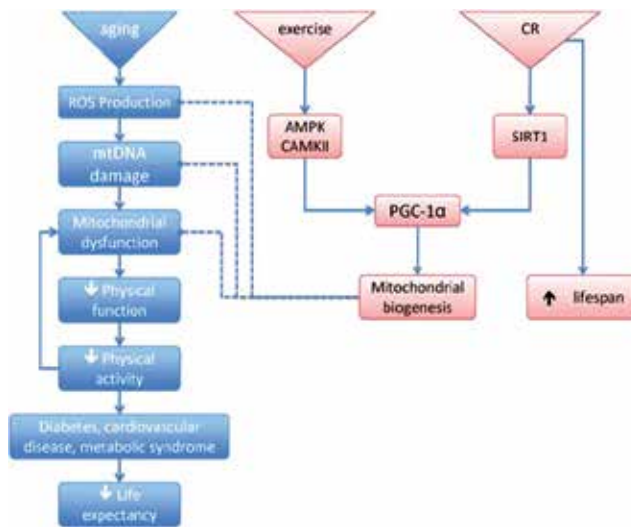 aging
ROS Production
mtDNA
damage
Mitochondrial
dysfunction
Physical
function
Physical
activity
Diabetes, cardiovascular
disease, metabolic syndrome
Life
expectancy
exercise
AMPK
CAMKII
CR
SIRT1
PGC-1α
Mitochondrial
biogenesis
lifespan